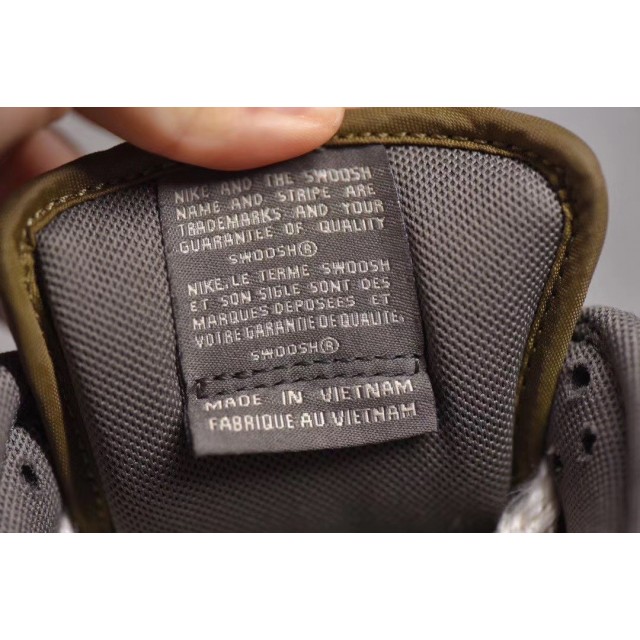 NIKE AND THE SWOOSH
NAME AND STRIPE ARE
TRADEMARKS AND YOUR
GUARANTEE OF QUALITY
SWOOSH®
NIKE, LE TERME SWOOSH
ET SON SIGLE SONT DES
MARQUES DEPOSEES ET
VOTRE GARANTIE DE QUALITE.
SWOOSH®
MADE IN VIETNAM
FABRIQUE AU VIETNAM